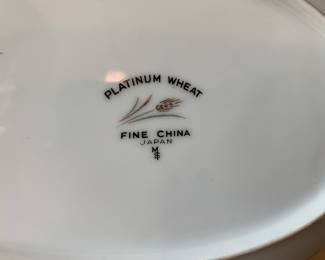 PLATINUM WHEAT
FINE CHINA
JAPAN
M